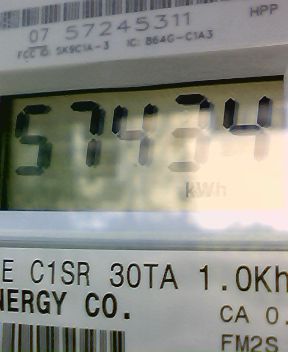 HPP
07 57245311
FCC ID: SK9C1A-3 IC: 864G-C1A3
57434
kWh
E C1SR 30TA 1.0Kh
NERGY CO.
CA 0.
FM2S